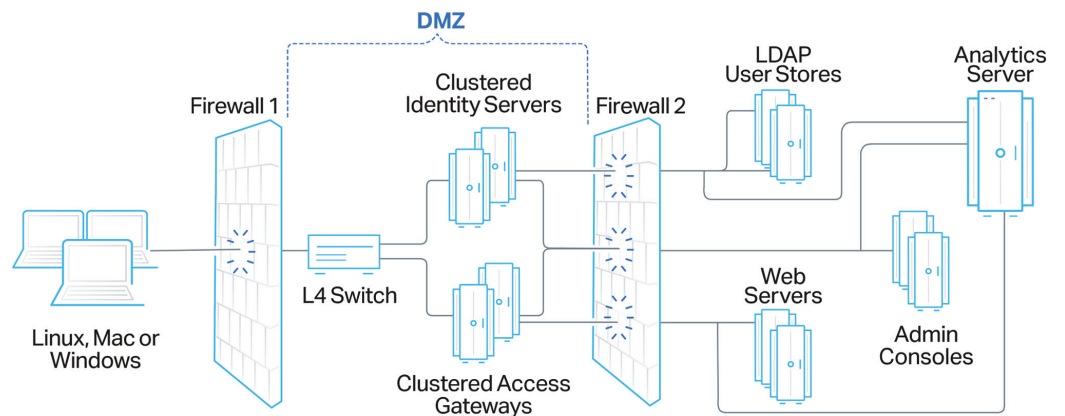 DMZ
LDAP
User Stores
Analytics
Server
Clustered
Identity Servers
Firewall 1
Firewall 2
L4 Switch
Web
Servers
Linux, Mac or
Windows
Admin
Consoles
Clustered Access
Gateways